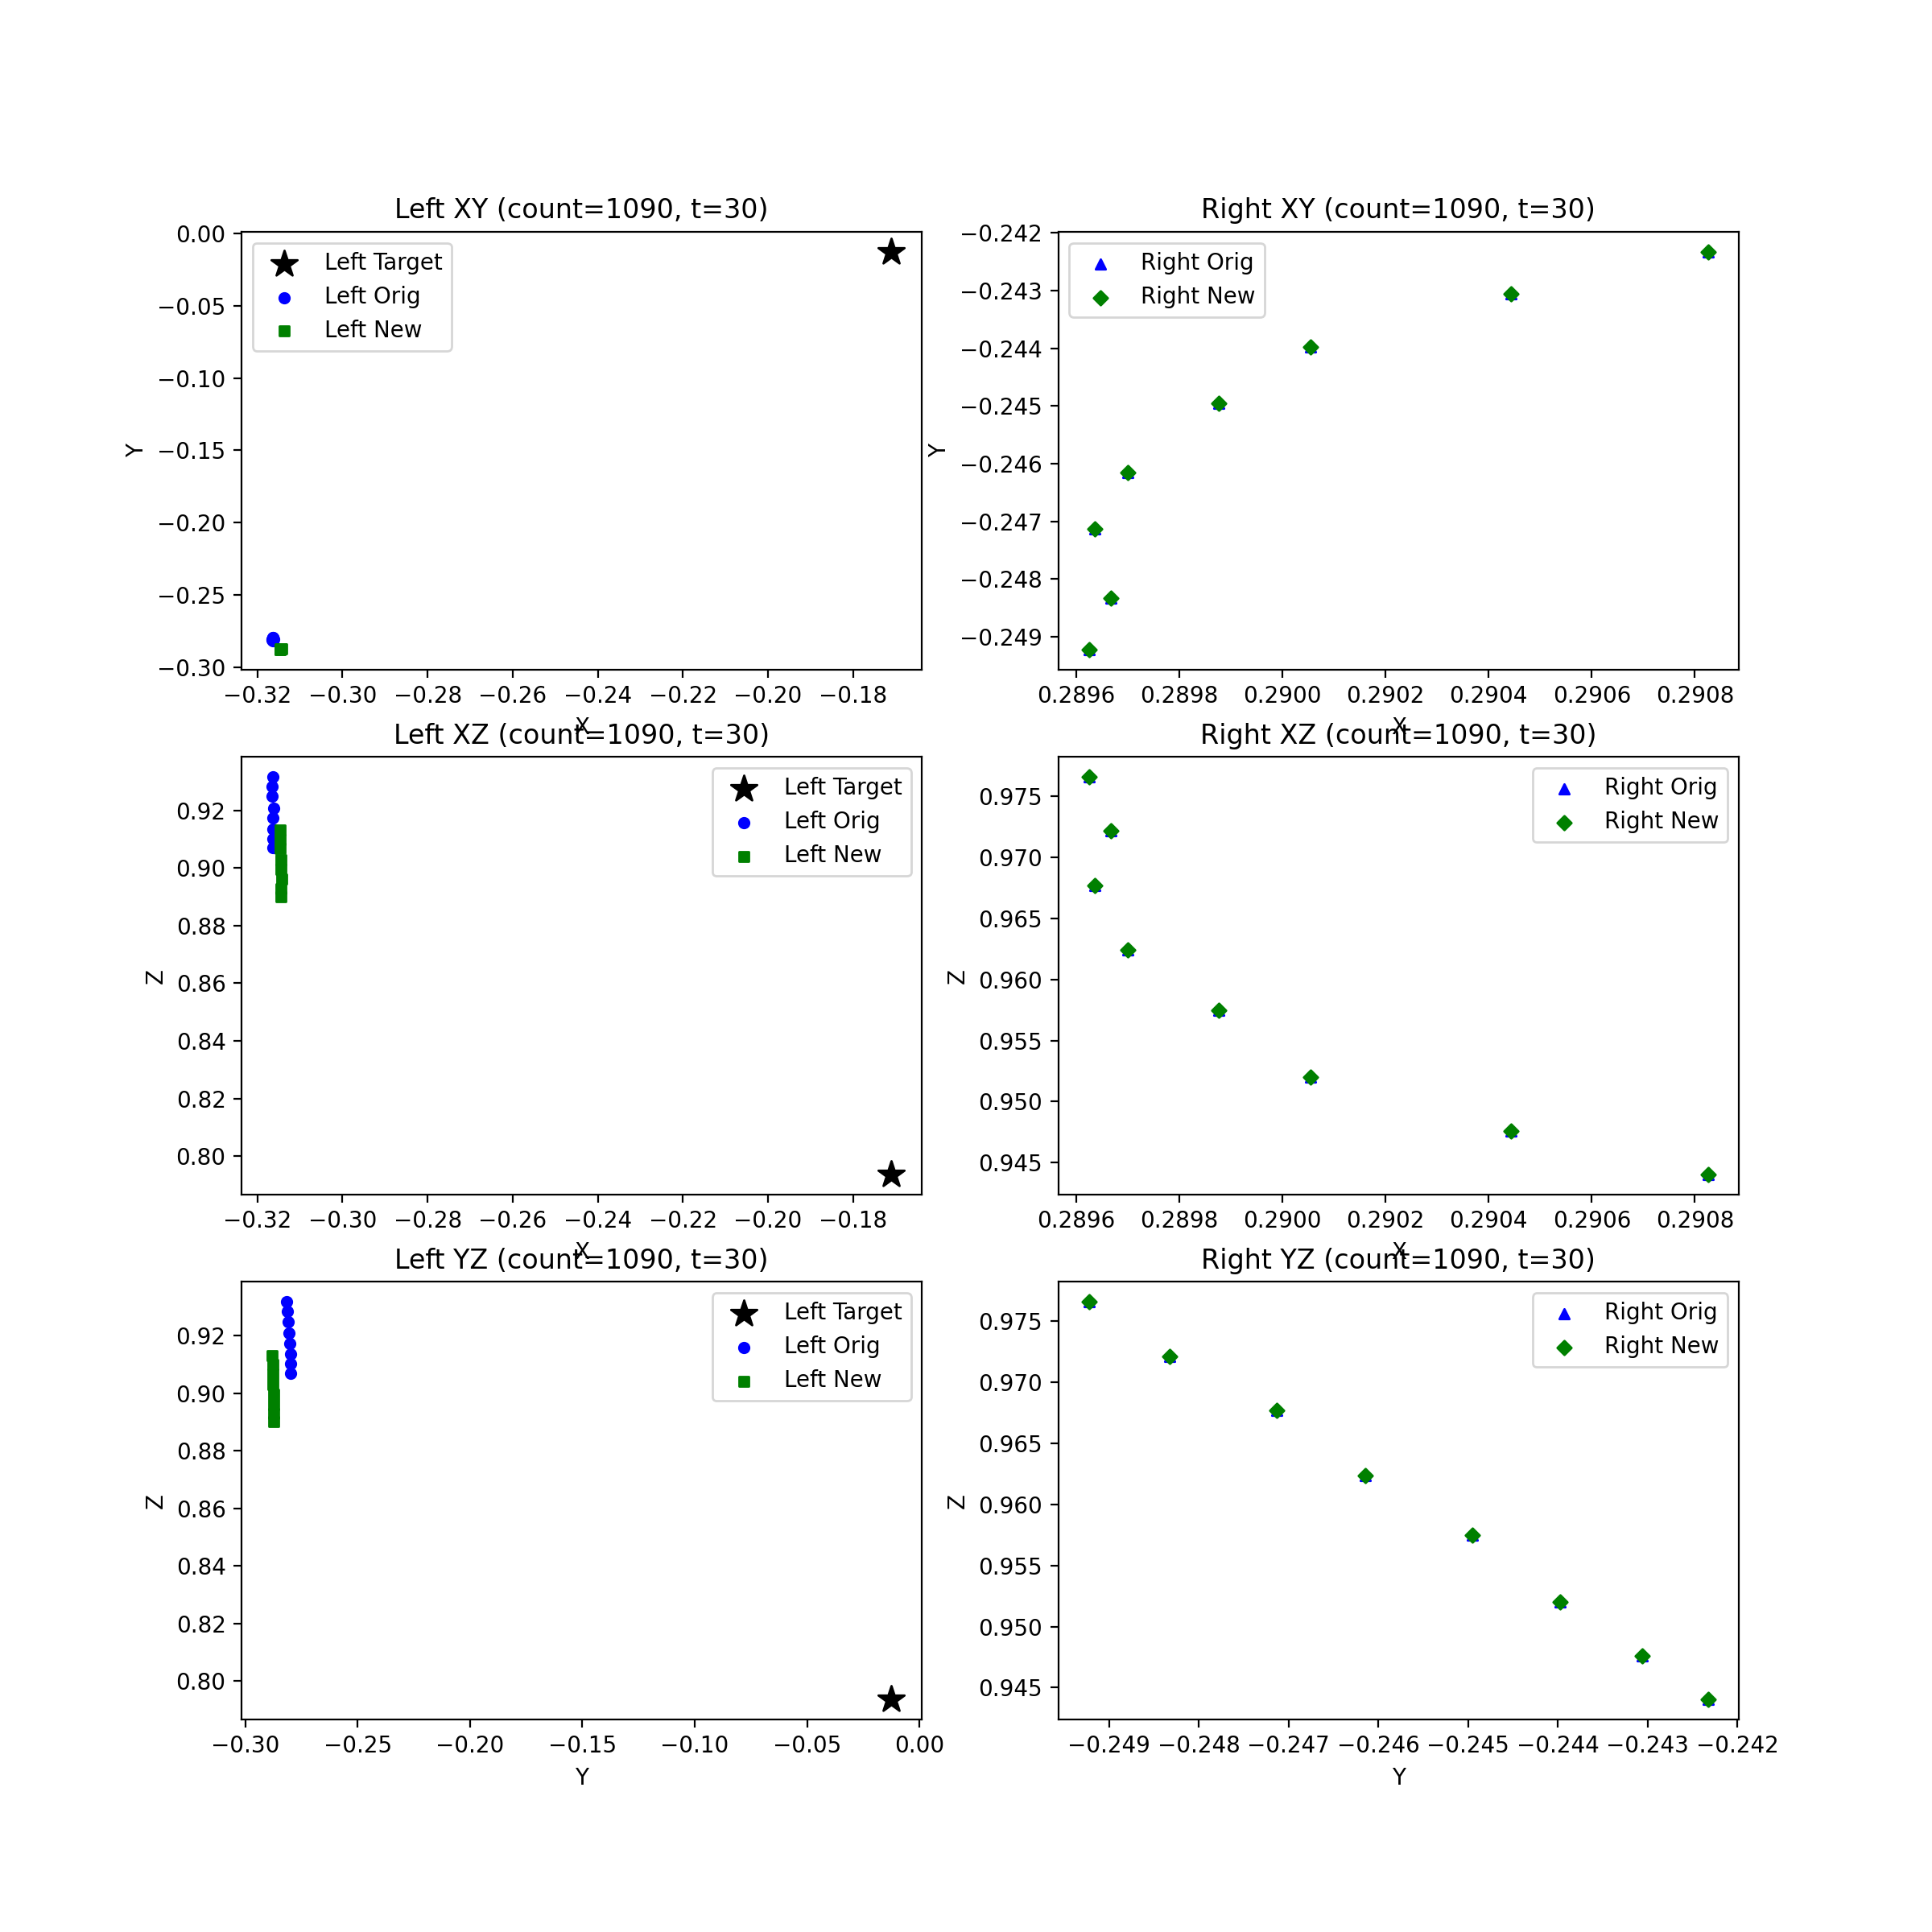 Left XY (count=1090, t=30)
0.00
−0.05
−0.10
−0.15
−0.20
−0.25
−0.30
Y
Left Target
Left Orig
Left New
−0.32 −0.30 −0.28 −0.26 −0.24 −0.22 −0.20 −0.18
X
Right XY (count=1090, t=30)
−0.242
−0.243
−0.244
−0.245
−0.246
−0.247
−0.248
−0.249
Y
Right Orig
Right New
0.2896 0.2898 0.2900 0.2902 0.2904 0.2906 0.2908
X
Left XZ (count=1090, t=30)
0.92
0.90
0.88
0.86
0.84
0.82
0.80
Z
Left Target
Left Orig
Left New
−0.32 −0.30 −0.28 −0.26 −0.24 −0.22 −0.20 −0.18
X
Right XZ (count=1090, t=30)
0.975
0.970
0.965
0.960
0.955
0.950
0.945
Z
Right Orig
Right New
0.2896 0.2898 0.2900 0.2902 0.2904 0.2906 0.2908
X
Left YZ (count=1090, t=30)
0.92
0.90
0.88
0.86
0.84
0.82
0.80
Z
Left Target
Left Orig
Left New
−0.30 −0.25 −0.20 −0.15 −0.10 −0.05 0.00
Y
Right YZ (count=1090, t=30)
0.975
0.970
0.965
0.960
0.955
0.950
0.945
Z
Right Orig
Right New
−0.249 −0.248 −0.247 −0.246 −0.245 −0.244 −0.243 −0.242
Y